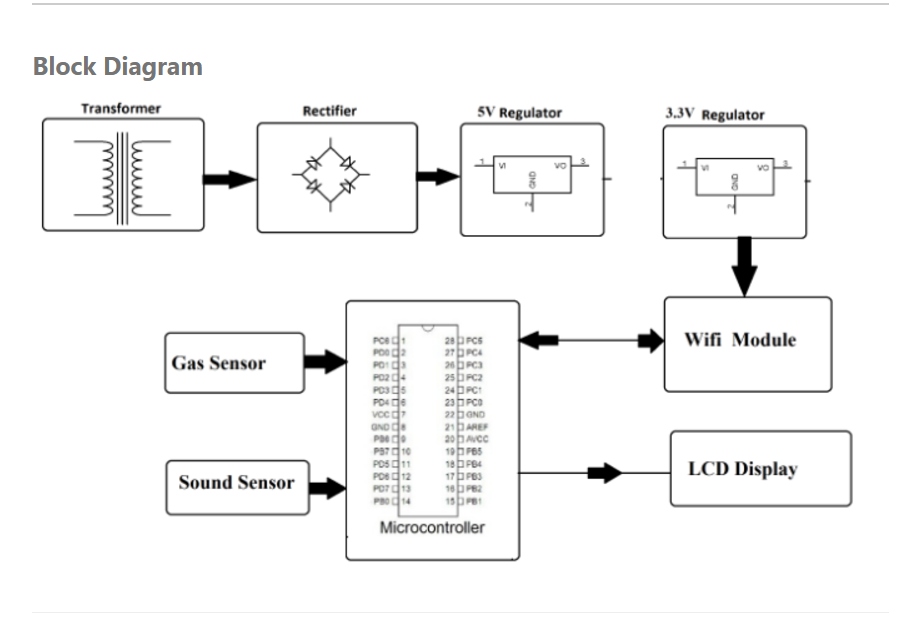 Block Diagram
Transformer
Rectifier
5V Regulator
3.3V Regulator
1 VI VO 3
GND
2
1 VI VO 3
GND
2
Gas Sensor
Sound Sensor
PC6 1 28 PC5
PD0 2 27 PC4
PD1 3 26 PC3
PD2 4 25 PC2
PD3 5 24 PC1
PD4 6 23 PC0
VCC 7 22 GND
GND 8 21 AREF
PB6 9 20 AVCC
PB7 10 19 PB5
PD5 11 18 PB4
PD6 12 17 PB3
PD7 13 16 PB2
PB0 14 15 PB1
Microcontroller
Wifi Module
LCD Display